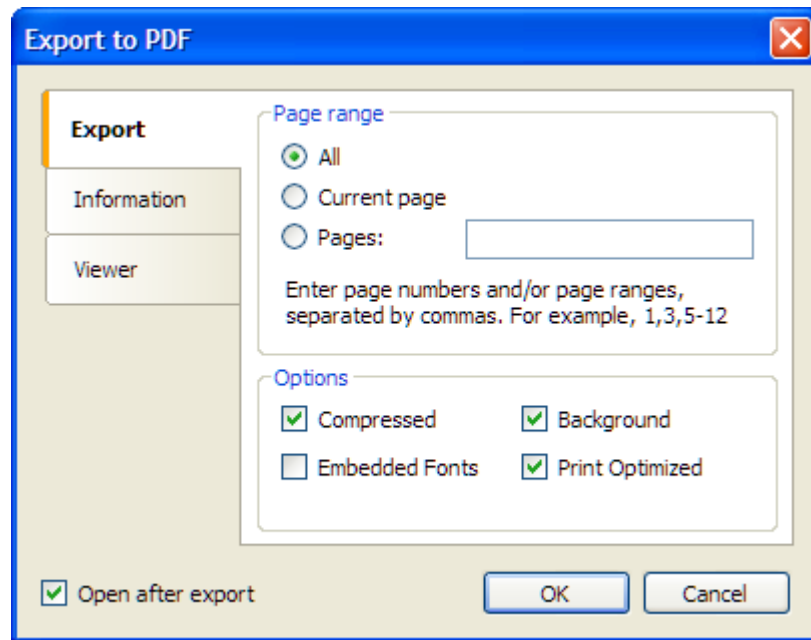 Export to PDF
Export
Information
Viewer
Page range
All
Current page
Pages:
Enter page numbers and/or page ranges,
separated by commas. For example, 1,3,5-12
Options
Compressed
Background
Embedded Fonts
Print Optimized
Open after export
OK
Cancel